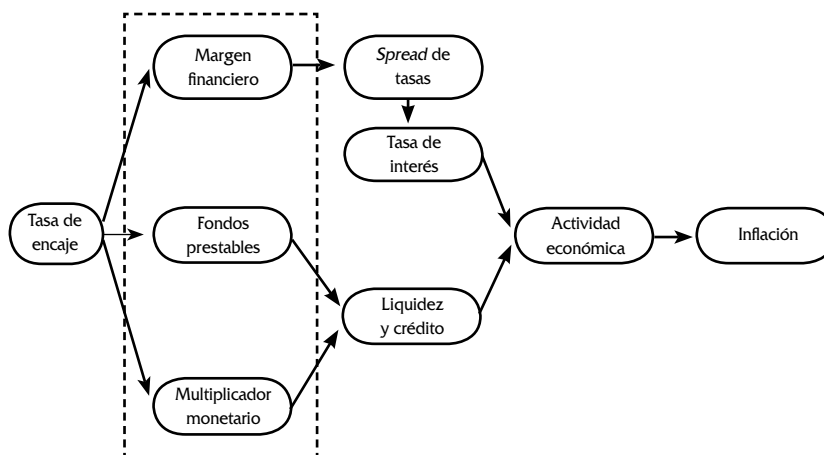 Margen
financiero
Spread de
tasas
Tasa de
interés
Tasa de
encaje
Fondos
prestables
Actividad
económica
Inflación
Liquidez
y crédito
Multiplicador
monetario